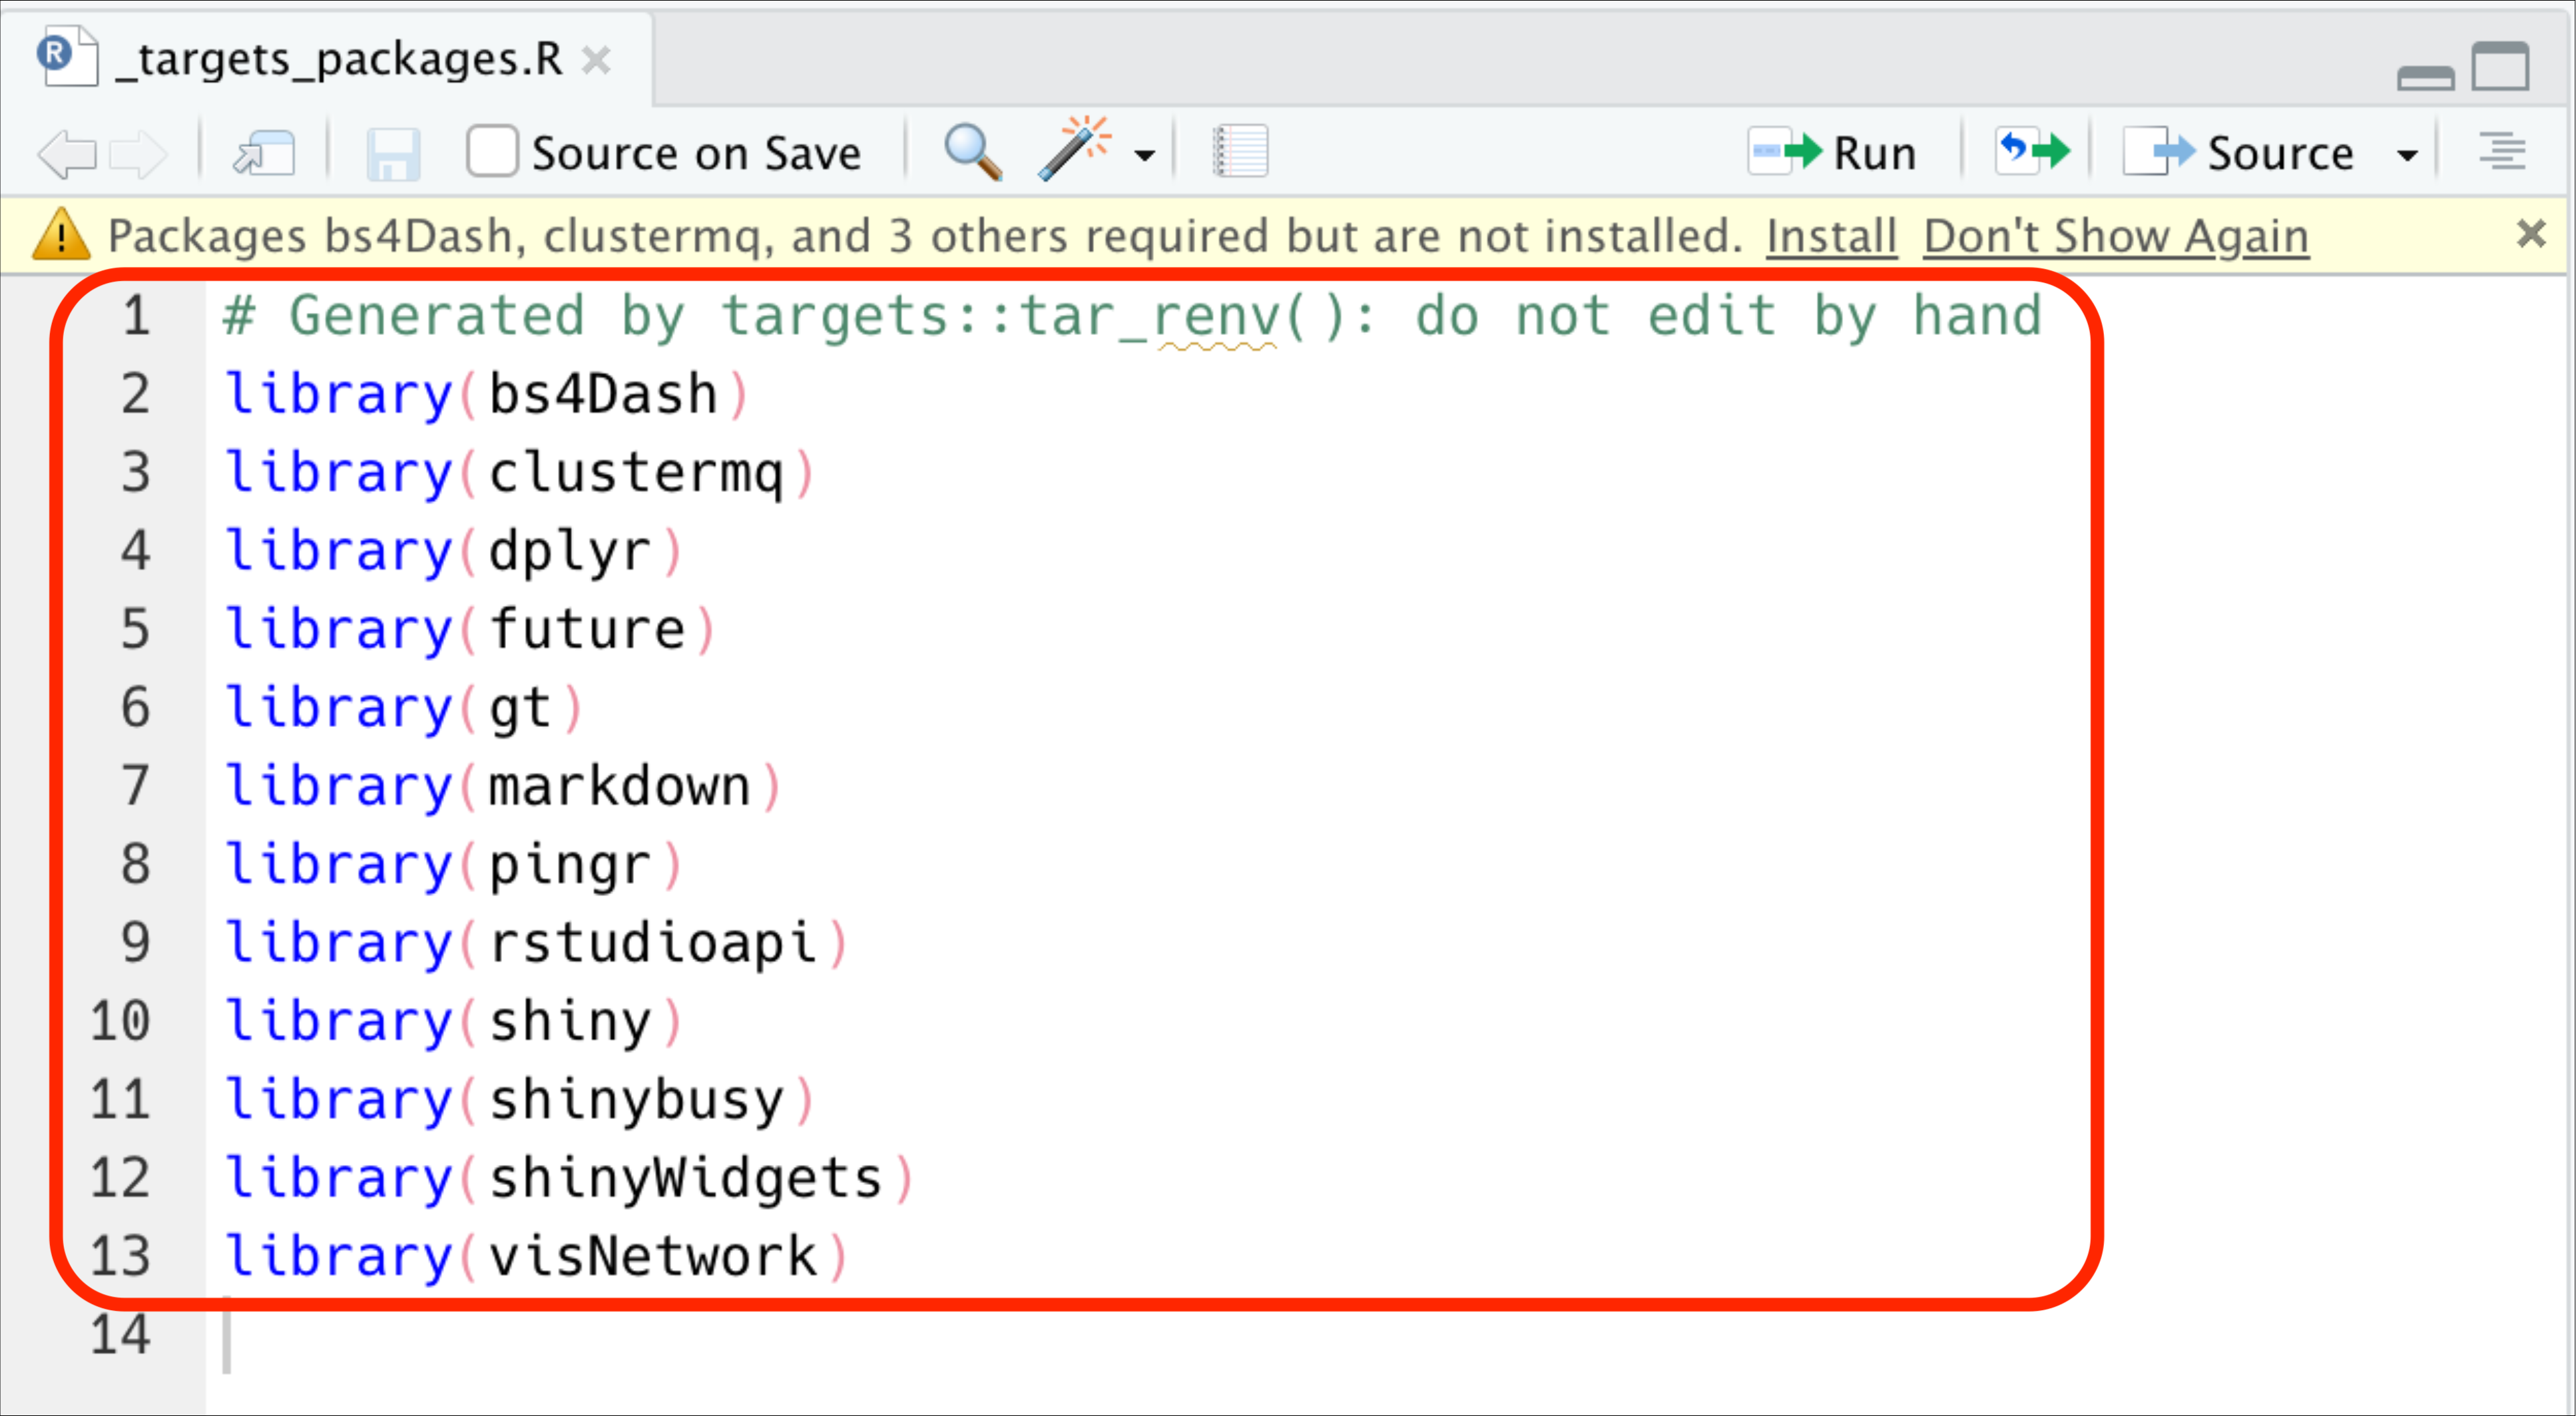 _targets_packages.R
Source on Save Run Source
Packages bs4Dash, clustermq, and 3 others required but are not installed. Install Don't Show Again
1 # Generated by targets::tar_renv(): do not edit by hand
2 library(bs4Dash)
3 library(clustermq)
4 library(dplyr)
5 library(future)
6 library(gt)
7 library(markdown)
8 library(pingr)
9 library(rstudioapi)
10 library(shiny)
11 library(shinybusy)
12 library(shinyWidgets)
13 library(visNetwork)
14